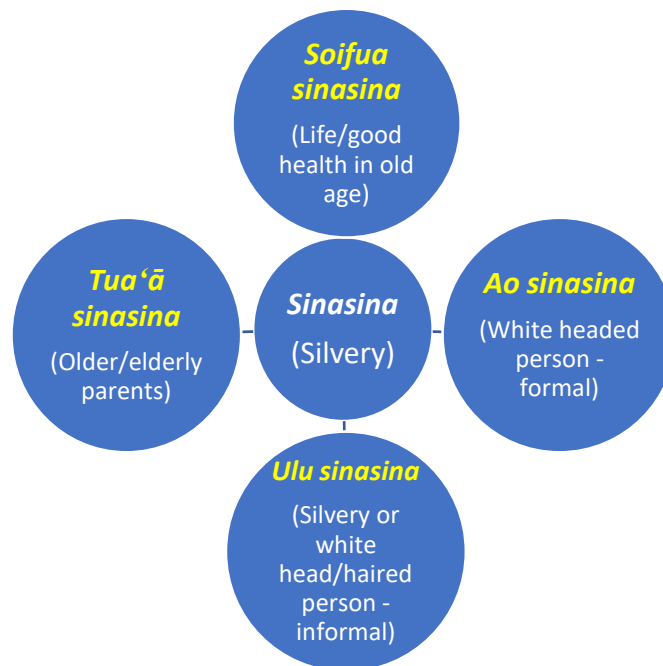 Soifua
sinasina
(Life/good
health in old
age)
Tuaʻā
sinasina
(Older/elderly
parents)
Sinasina
(Silvery)
Ao sinasina
(White headed
person -
formal)
Ulu sinasina
(Silvery or
white
head/haired
person -
informal)